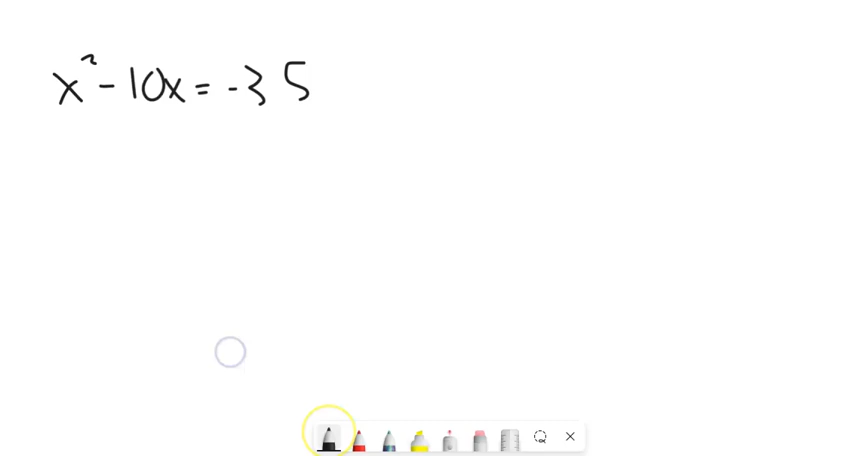 x² - 10x = -35